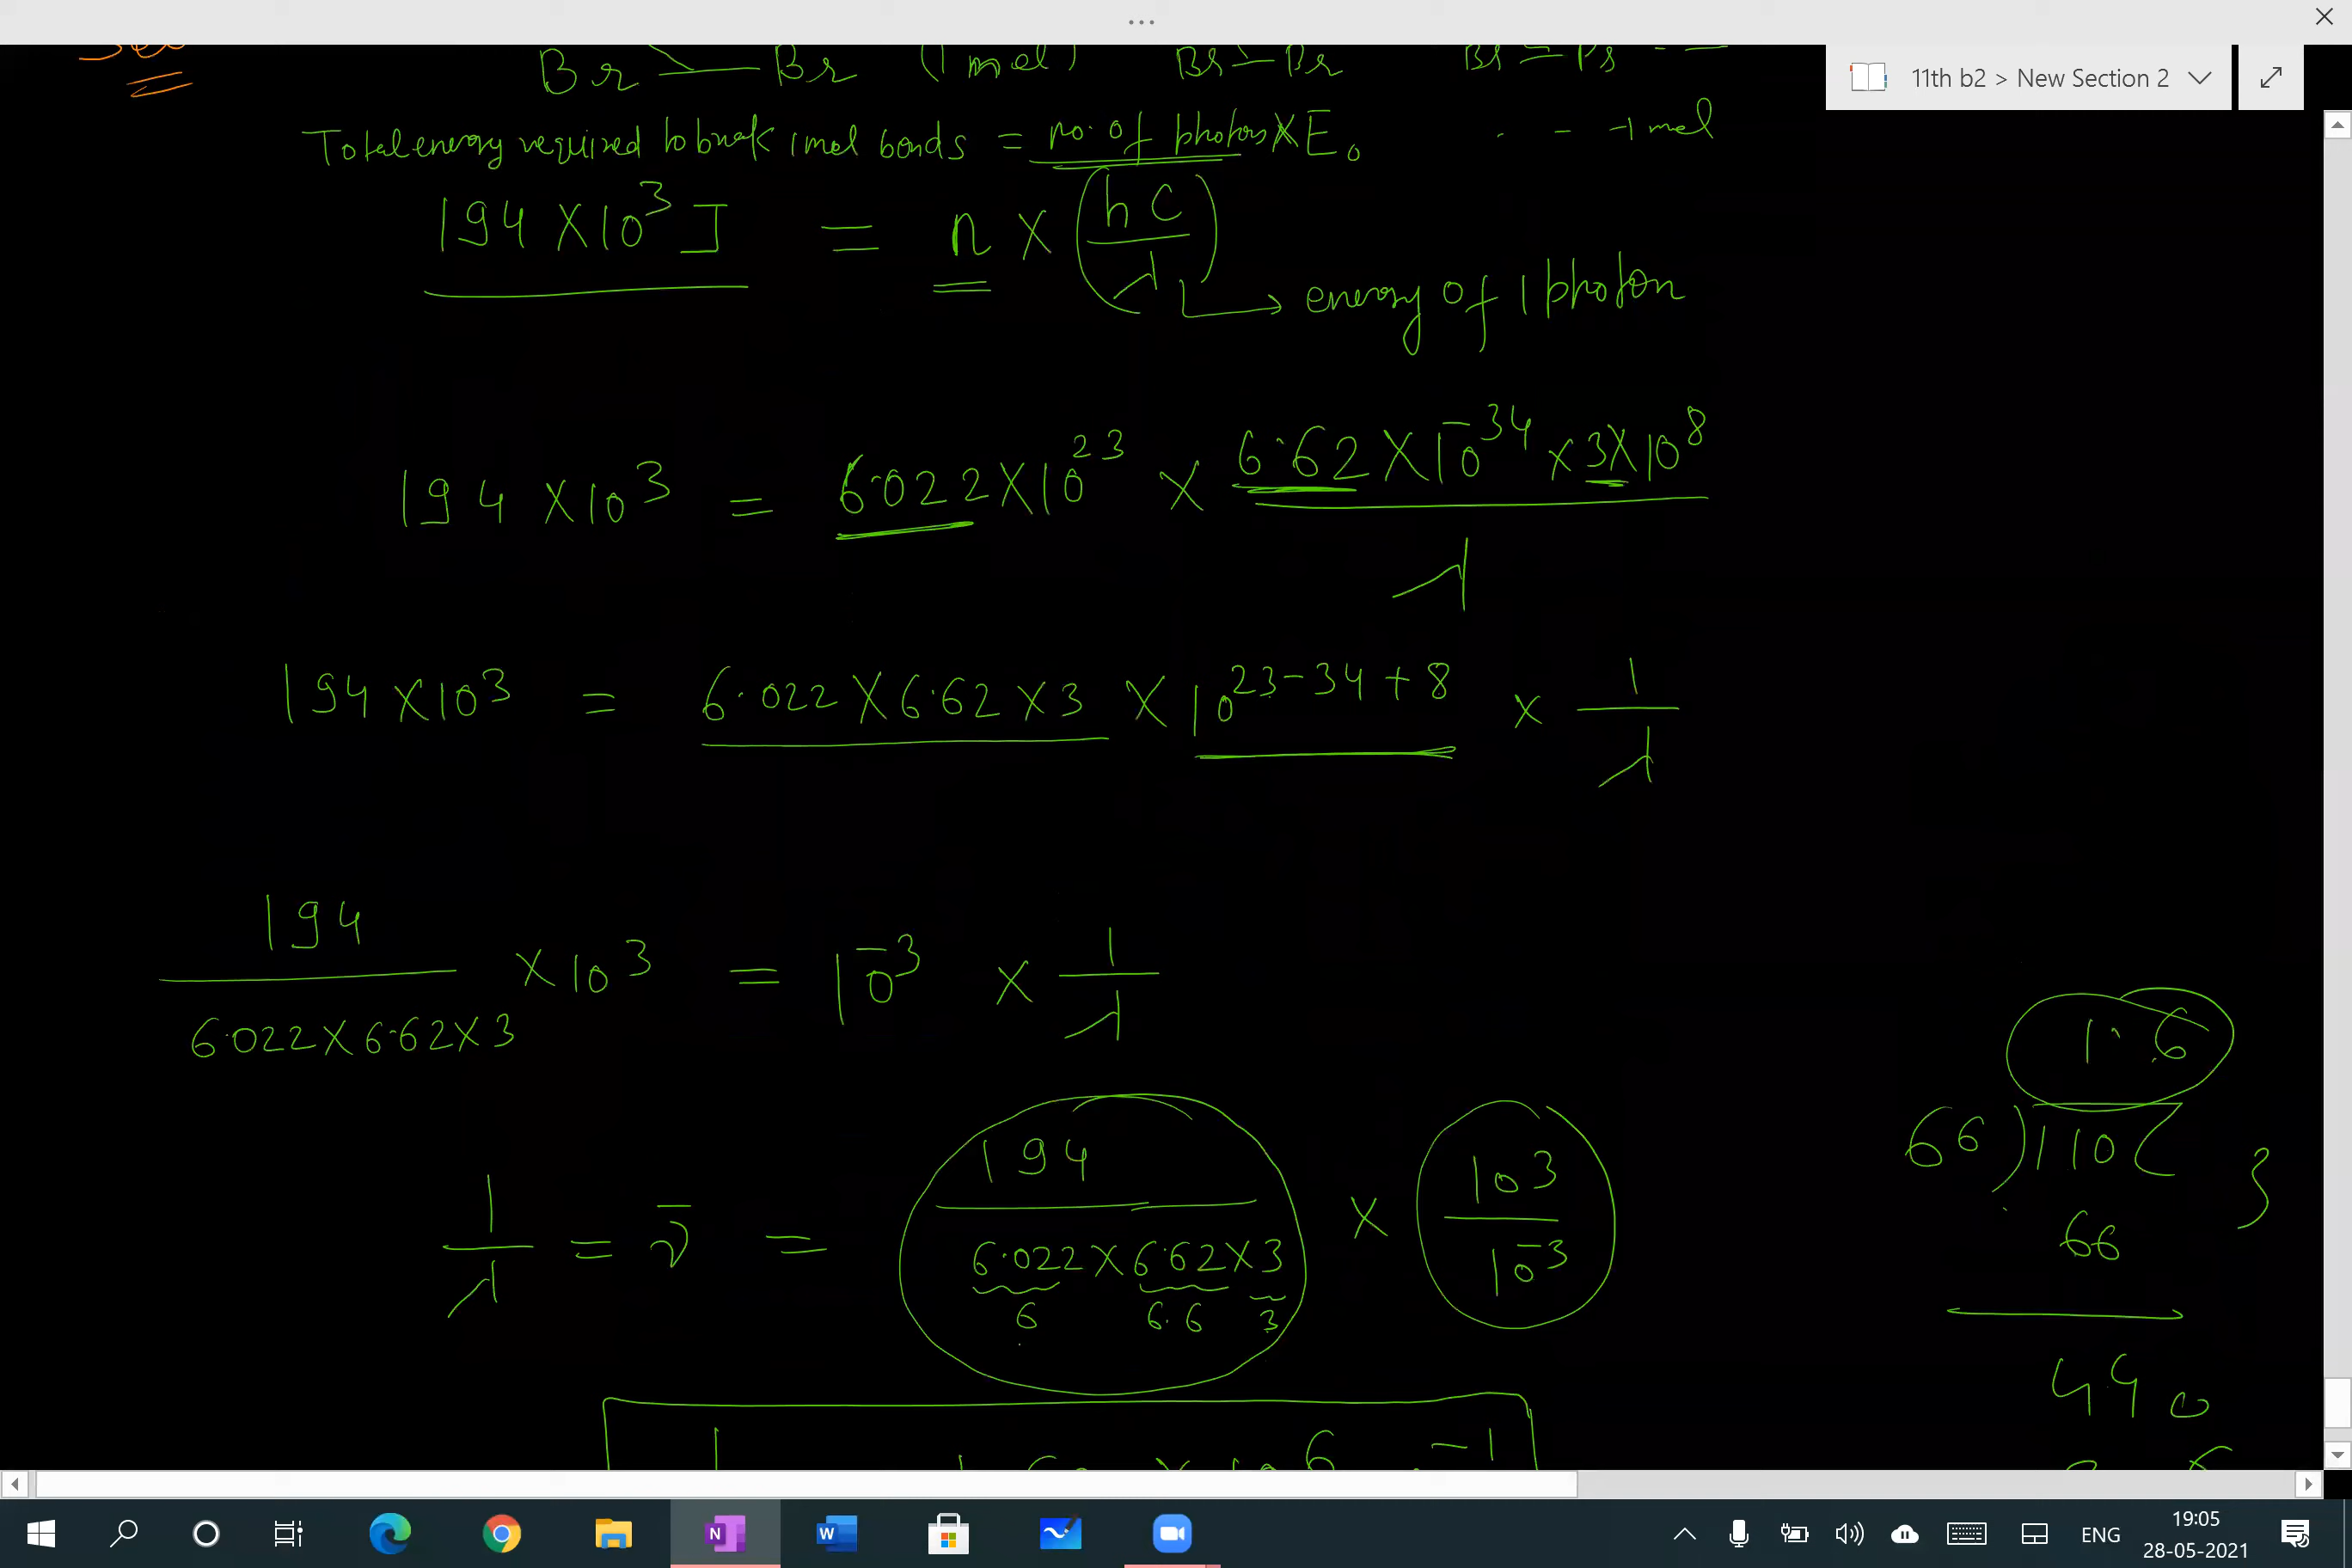 Br — Br (1 mol) Br — Br
11th b2 > New Section 2
Total energy required to break 1 mol bonds = no. of photons X E₀ - 1 mol
194 X 10³ J = n X (hc/λ)
→ energy of 1 photon
194 X 10³ = 6.022 X 10²³ X 6.62 X 10⁻³⁴ x 3 X 10⁸ / λ
194 X 10³ = 6.022 X 6.62 X 3 X 10²³⁻³⁴⁺⁸ x 1/λ
194 / 6.022 X 6.62 X 3 X 10³ = 10⁻³ X 1/λ
1/λ = ν̄ = 194 / 6.022 X 6.62 X 3 X 10³ / 10⁻³
6 6.6 3
1.6
66 ) 110 (
66
440
ENG
19:05
28-05-2021